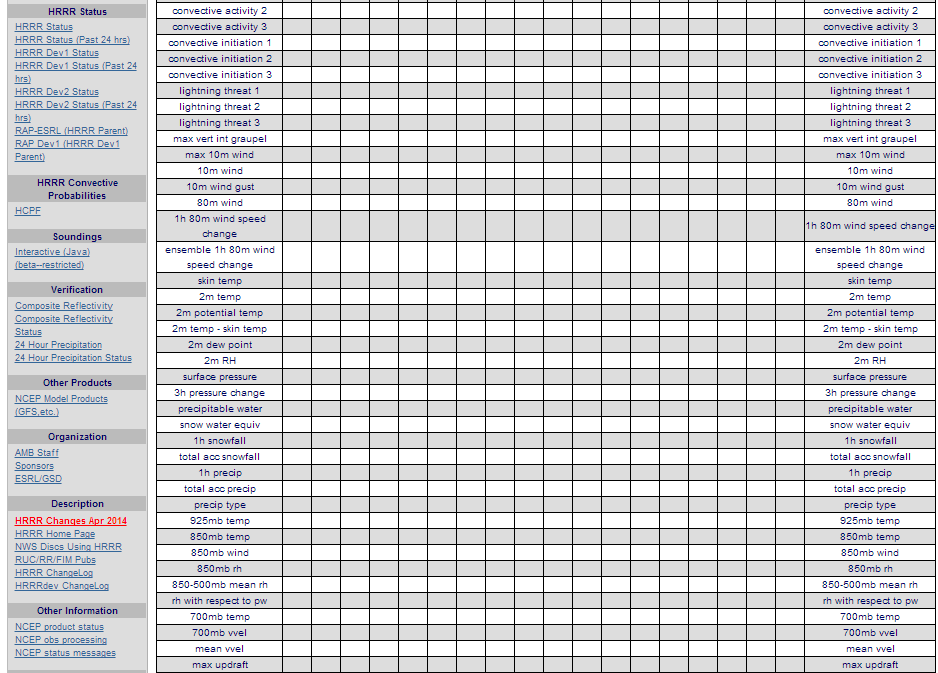 HRRR Status
HRRR Status
HRRR Status (Past 24 hrs)
HRRR Dev1 Status
HRRR Dev1 Status (Past 24
hrs)
HRRR Dev2 Status
HRRR Dev2 Status (Past 24
hrs)
RAP-ESRL (HRRR Parent)
RAP Dev1 (HRRR Dev1
Parent)
HRRR Convective
Probabilities
HCPF
Soundings
Interactive (Java)
(beta--restricted)
Verification
Composite Reflectivity
Composite Reflectivity
Status
24 Hour Precipitation
24 Hour Precipitation Status
Other Products
NCEP Model Products
(GFS,etc.)
Organization
AMB Staff
Sponsors
ESRL/GSD
Description
HRRR Changes Apr 2014
HRRR Home Page
NWS Discs Using HRRR
RUC/RR/FIM Pubs
HRRR ChangeLog
HRRRdev ChangeLog
Other Information
NCEP product status
NCEP obs processing
NCEP status messages
convective activity 2 convective activity 2
convective activity 3 convective activity 3
convective initiation 1 convective initiation 1
convective initiation 2 convective initiation 2
convective initiation 3 convective initiation 3
lightning threat 1 lightning threat 1
lightning threat 2 lightning threat 2
lightning threat 3 lightning threat 3
max vert int graupel max vert int graupel
max 10m wind max 10m wind
10m wind 10m wind
10m wind gust 10m wind gust
80m wind 80m wind
1h 80m wind speed
change 1h 80m wind speed change
ensemble 1h 80m wind ensemble 1h 80m wind
speed change speed change
skin temp skin temp
2m temp 2m temp
2m potential temp 2m potential temp
2m temp - skin temp 2m temp - skin temp
2m dew point 2m dew point
2m RH 2m RH
surface pressure surface pressure
3h pressure change 3h pressure change
precipitable water precipitable water
snow water equiv snow water equiv
1h snowfall 1h snowfall
total acc snowfall total acc snowfall
1h precip 1h precip
total acc precip total acc precip
precip type precip type
925mb temp 925mb temp
850mb temp 850mb temp
850mb wind 850mb wind
850mb rh 850mb rh
850-500mb mean rh 850-500mb mean rh
rh with respect to pw rh with respect to pw
700mb temp 700mb temp
700mb vvel 700mb vvel
mean vvel mean vvel
max updraft max updraft